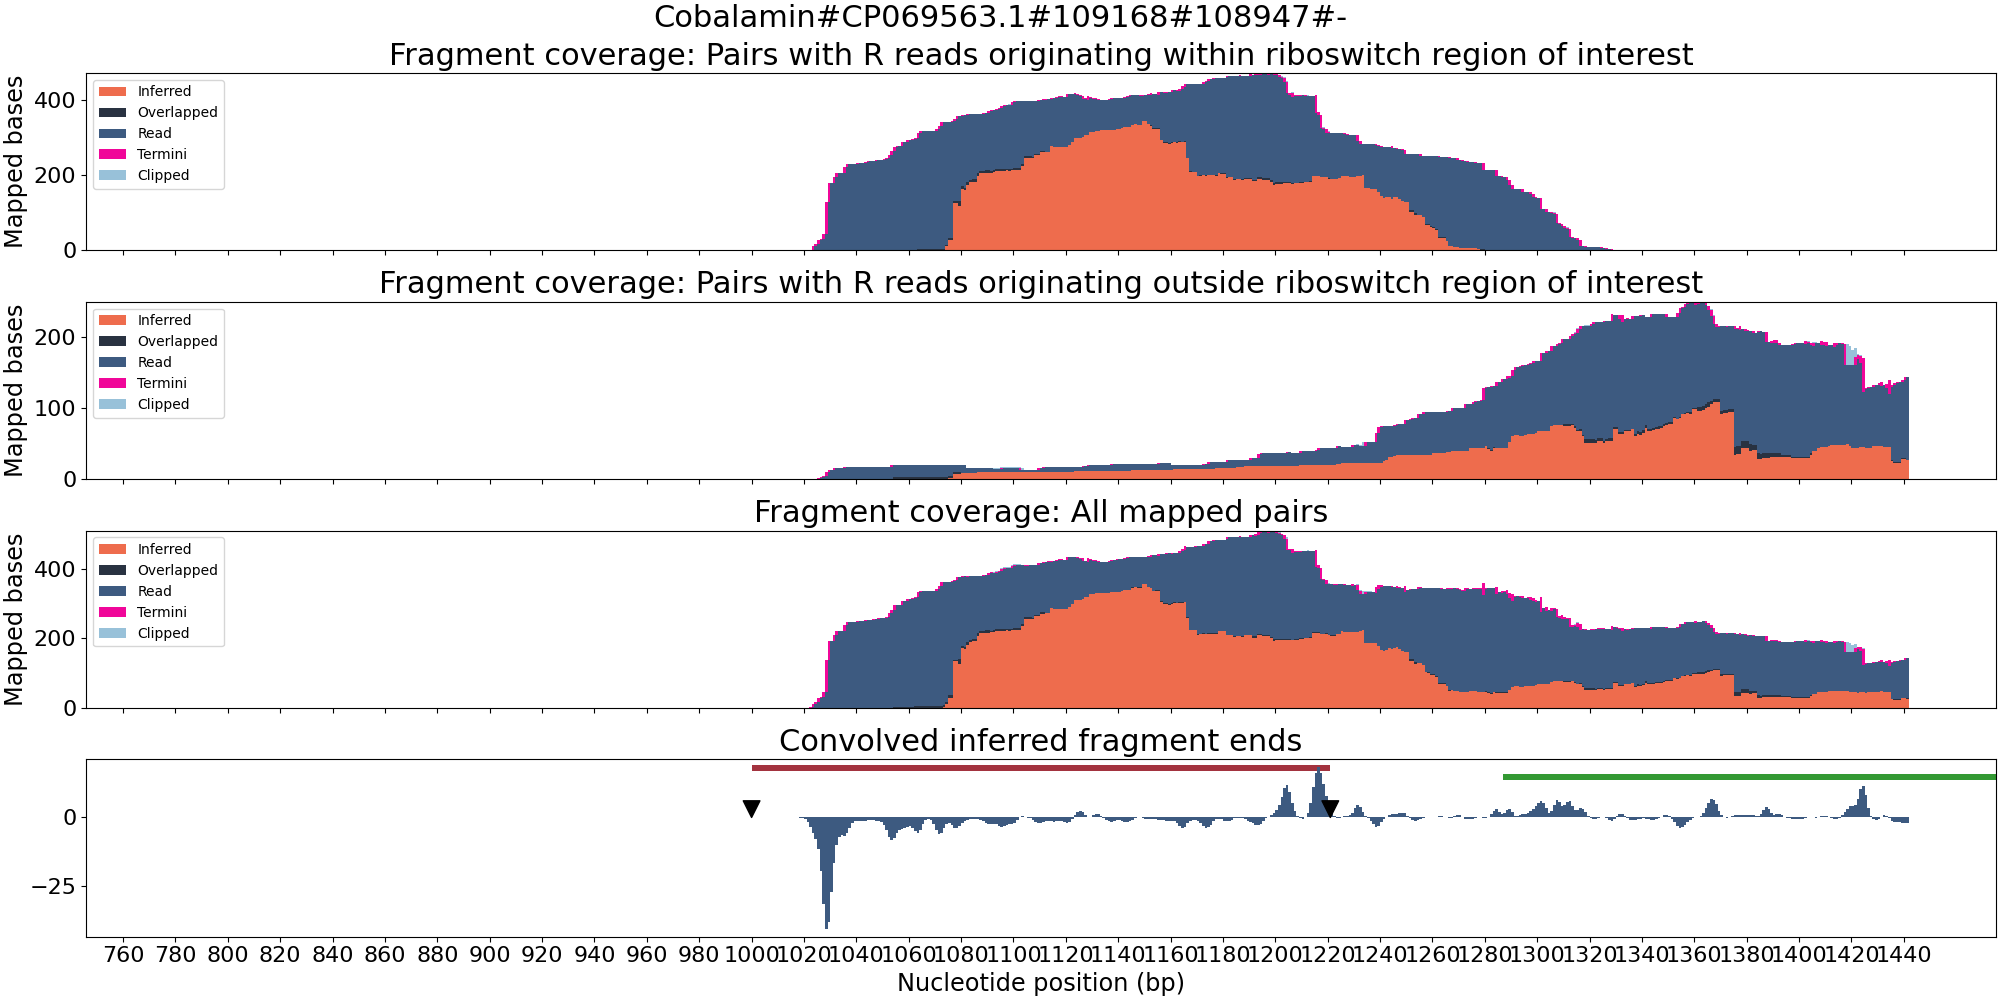 Cobalamin#CP069563.1#109168#108947#-
Fragment coverage: Pairs with R reads originating within riboswitch region of interest
Mapped bases
400
200
0
Inferred
Overlapped
Read
Termini
Clipped
Fragment coverage: Pairs with R reads originating outside riboswitch region of interest
Mapped bases
200
100
0
Inferred
Overlapped
Read
Termini
Clipped
Fragment coverage: All mapped pairs
Mapped bases
400
200
0
Inferred
Overlapped
Read
Termini
Clipped
Convolved inferred fragment ends
0
−25
760 780 800 820 840 860 880 900 920 940 960 980 1000 1020 1040 1060 1080 1100 1120 1140 1160 1180 1200 1220 1240 1260 1280 1300 1320 1340 1360 1380 1400 1420 1440
Nucleotide position (bp)